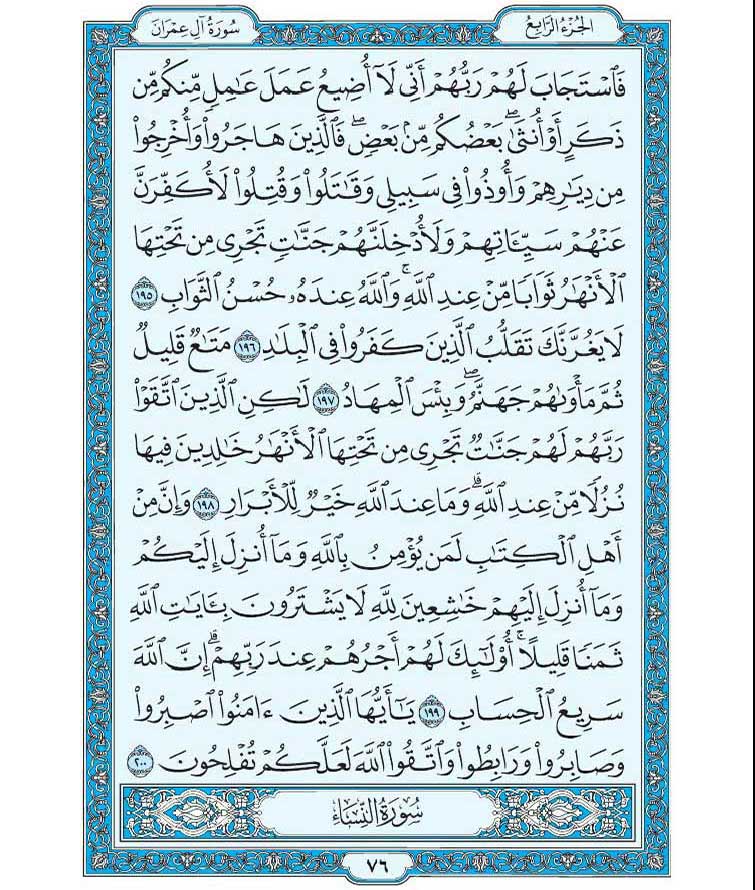 الجُزْءُ الرَّابِعُ
سُورَةُ آلِ عِمْرَانَ
فَٱسْتَجَابَ لَهُمْ رَبُّهُمْ أَنِّى لَآ أُضِيعُ عَمَلَ عَٰمِلٍ مِّنكُم مِّن
ذَكَرٍ أَوْ أُنثَىٰۖ بَعْضُكُم مِّنۢ بَعْضٍۖ فَٱلَّذِينَ هَاجَرُوا۟ وَأُخْرِجُوا۟
مِن دِيَٰرِهِمْ وَأُوذُوا۟ فِى سَبِيلِى وَقَٰتَلُوا۟ وَقُتِلُوا۟ لَأُكَفِّرَنَّ
عَنْهُمْ سَيِّـَٔاتِهِمْ وَلَأُدْخِلَنَّهُمْ جَنَّٰتٍ تَجْرِى مِن تَحْتِهَا
ٱلْأَنْهَٰرُ ثَوَابًا مِّنْ عِندِ ٱللَّهِۗ وَٱللَّهُ عِندَهُۥ حُسْنُ ٱلثَّوَابِ ١٩٥
لَا يَغُرَّنَّكَ تَقَلُّبُ ٱلَّذِينَ كَفَرُوا۟ فِى ٱلْبِلَٰدِ ١٩٦ مَتَٰعٌ قَلِيلٌ
ثُمَّ مَأْوَىٰهُمْ جَهَنَّمُۖ وَبِئْسَ ٱلْمِهَادُ ١٩٧ لَٰكِنِ ٱلَّذِينَ ٱتَّقَوْا۟
رَبَّهُمْ لَهُمْ جَنَّٰتٌ تَجْرِى مِن تَحْتِهَا ٱلْأَنْهَٰرُ خَٰلِدِينَ فِيهَا
نُزُلًا مِّنْ عِندِ ٱللَّهِۗ وَمَا عِندَ ٱللَّهِ خَيْرٌ لِّلْأَبْرَارِ ١٩٨ وَإِنَّ مِنْ
أَهْلِ ٱلْكِتَٰبِ لَمَن يُؤْمِنُ بِٱللَّهِ وَمَآ أُنزِلَ إِلَيْكُمْ
وَمَآ أُنزِلَ إِلَيْهِمْ خَٰشِعِينَ لِلَّهِ لَا يَشْتَرُونَ بِـَٔايَٰتِ ٱللَّهِ
ثَمَنًا قَلِيلًاۚ أُو۟لَٰٓئِكَ لَهُمْ أَجْرُهُمْ عِندَ رَبِّهِمْۗ إِنَّ ٱللَّهَ
سَرِيعُ ٱلْحِسَابِ ١٩٩ يَٰٓأَيُّهَا ٱلَّذِينَ ءَامَنُوا۟ ٱصْبِرُوا۟
وَصَابِرُوا۟ وَرَابِطُوا۟ وَٱتَّقُوا۟ ٱللَّهَ لَعَلَّكُمْ تُفْلِحُونَ ٢٠٠
سُورَةُ النِّسَاءِ
٧٦